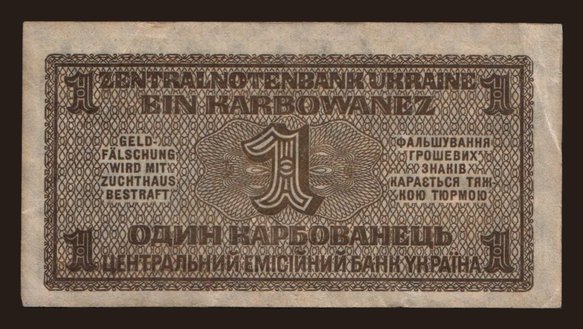 1 ZENTRALNOTENBANK UKRAINE 1
EIN KARBOWANEZ
GELD-
FÄLSCHUNG
WIRD MIT
ZUCHTHAUS
BESTRAFT
1
ФАЛЬШУВАННЯ
ГРОШЕВИХ
ЗНАКІВ
КАРАЄТЬСЯ ТЯЖ-
КОЮ ТЮРМОЮ
ОДИН КАРБОВАНЕЦЬ
1 ЦЕНТРАЛЬНИЙ ЕМІСІЙНИЙ БАНК УКРАЇНА 1